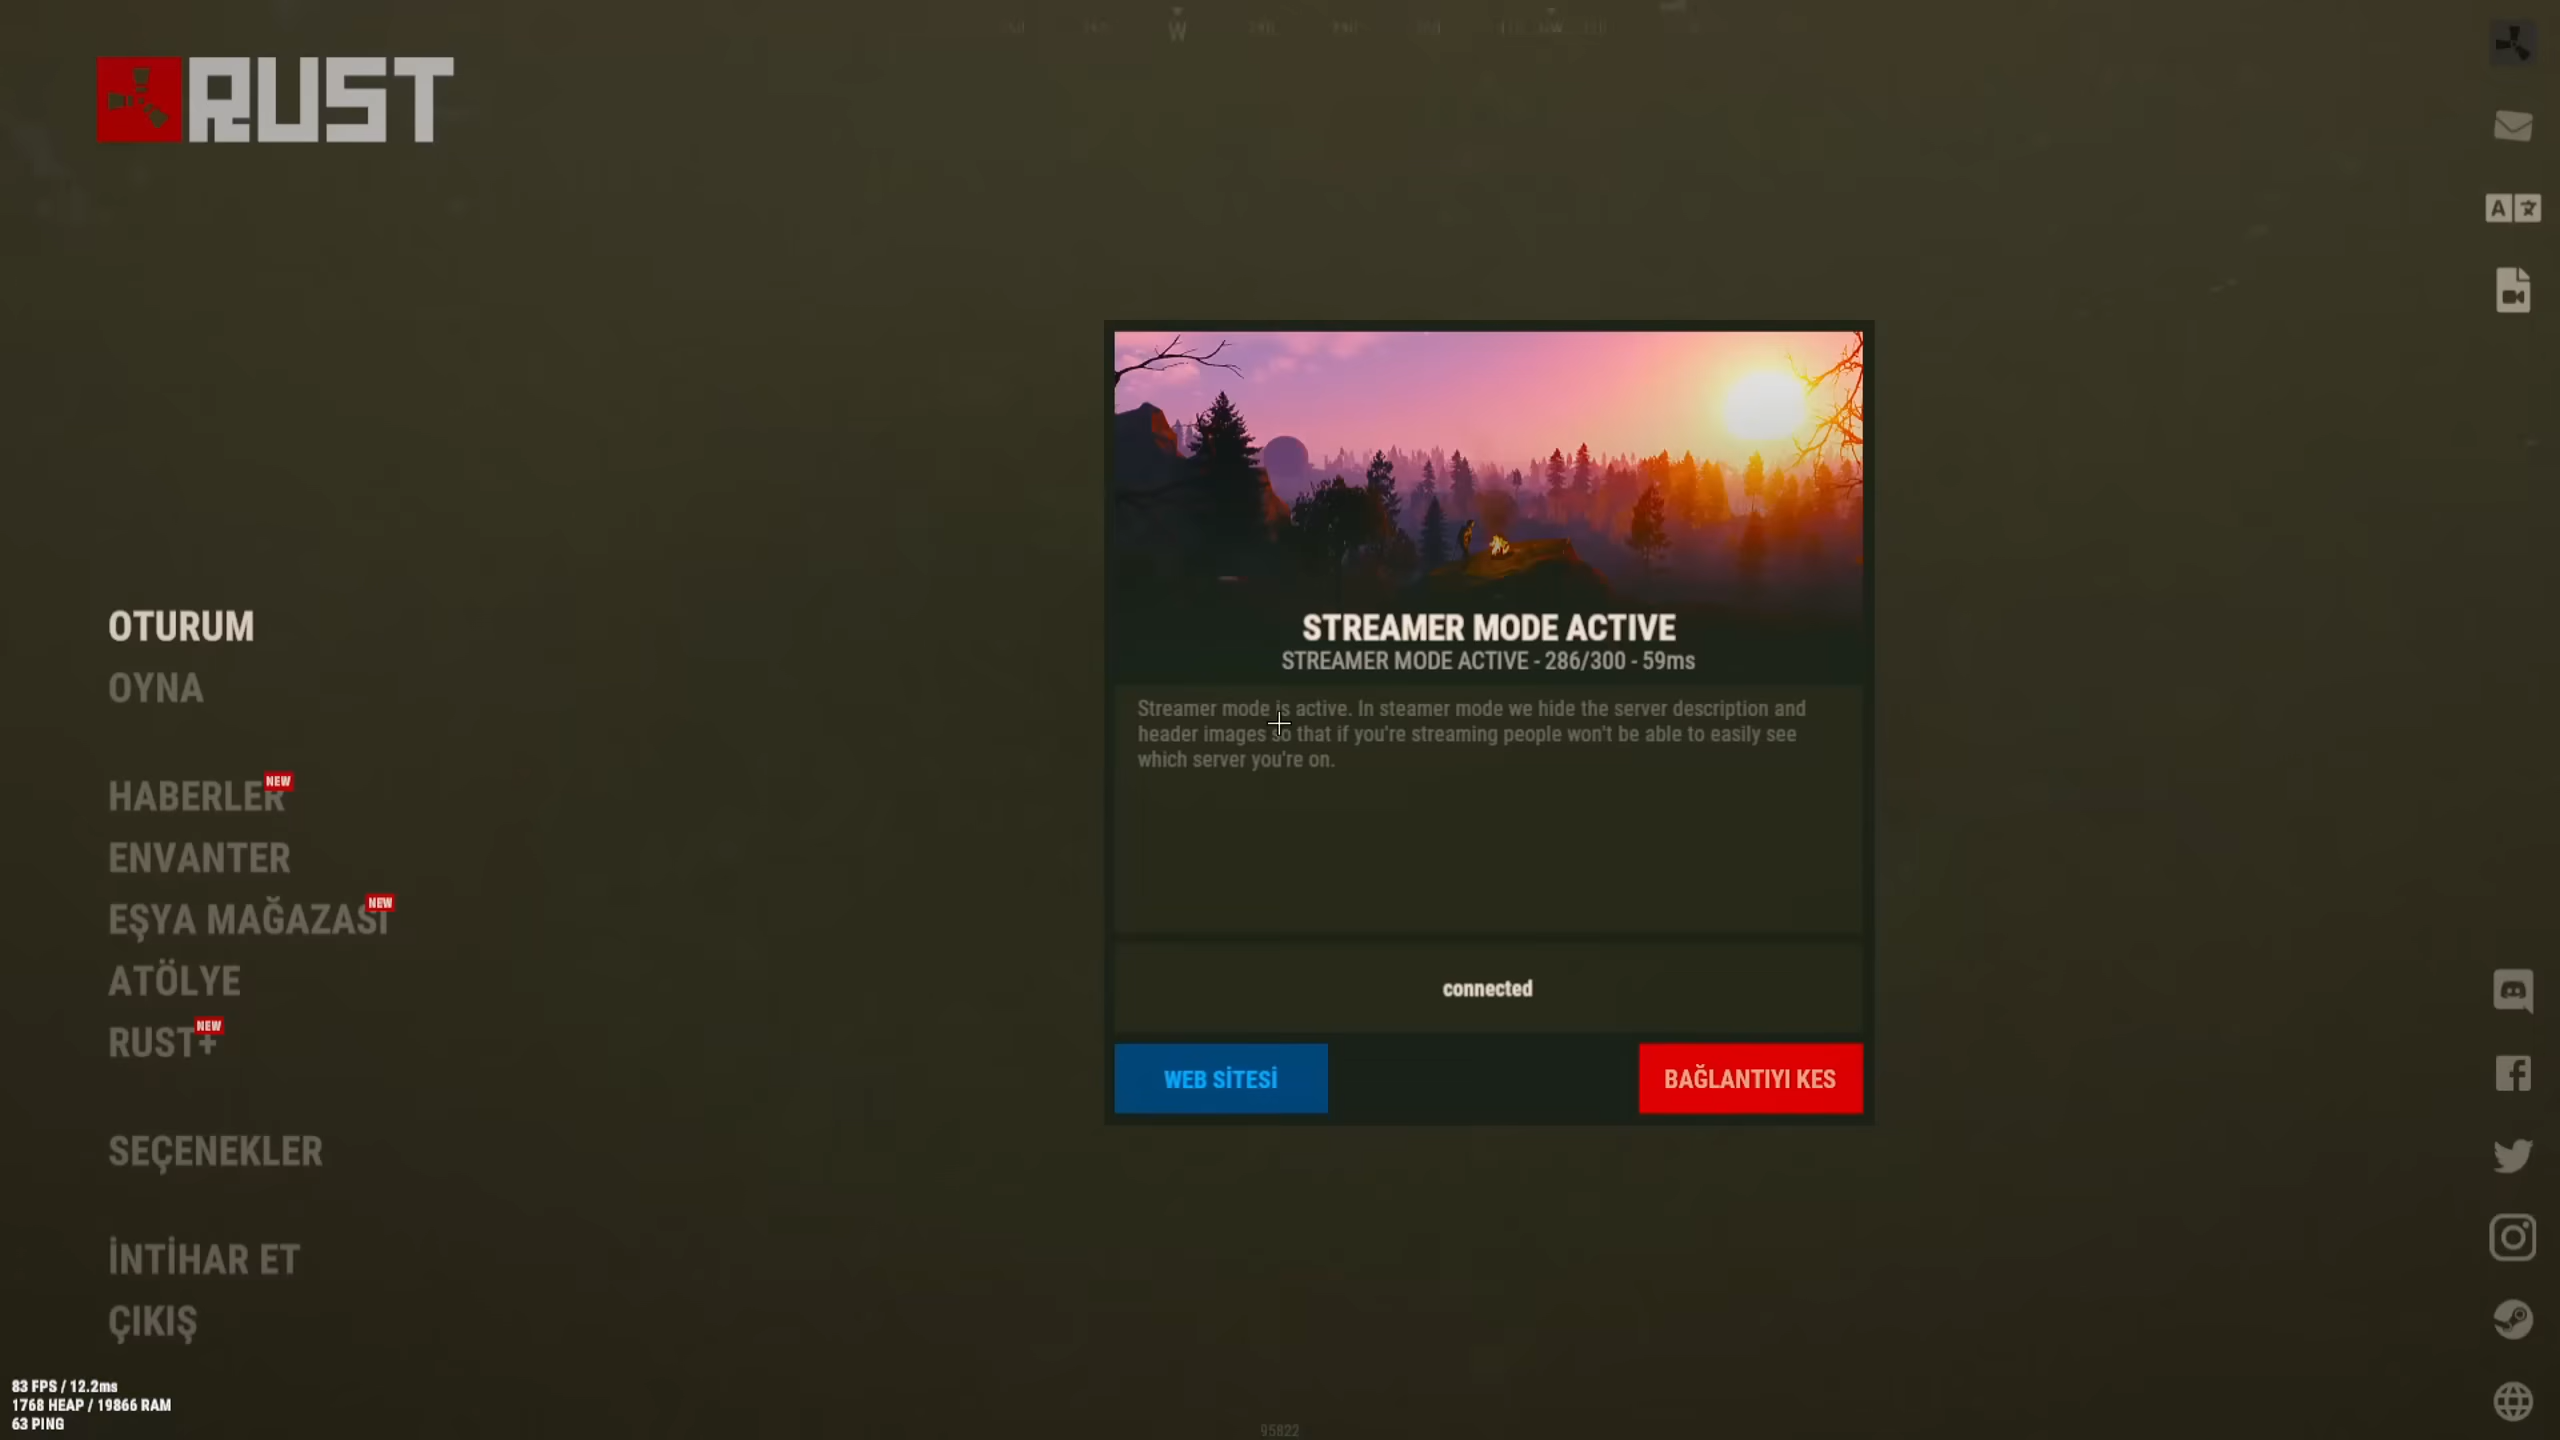 W
RUST
OTURUM
OYNA
HABERLER NEW
ENVANTER
EŞYA MAĞAZASI NEW
ATÖLYE
RUST+ NEW
SEÇENEKLER
İNTİHAR ET
ÇIKIŞ
STREAMER MODE ACTIVE
STREAMER MODE ACTIVE - 286/300 - 59ms
Streamer mode is active. In steamer mode we hide the server description and
header images so that if you're streaming people won't be able to easily see
which server you're on.
connected
WEB SİTESİ
BAĞLANTIYI KES
83 FPS / 12.2ms
1768 HEAP / 19866 RAM
63 PING
95822